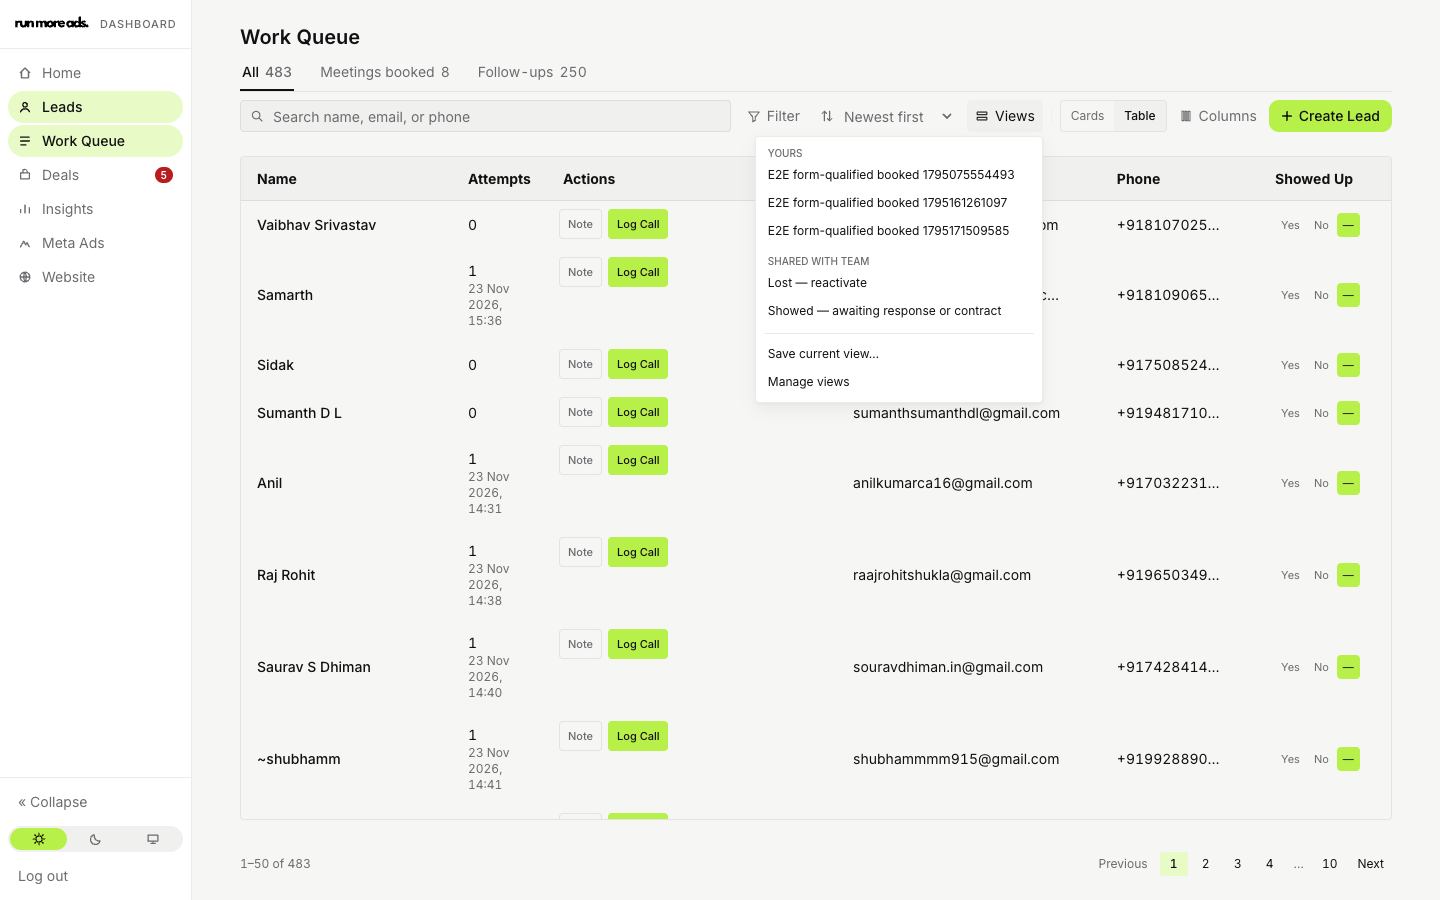 run more ads. DASHBOARD
Home
Leads
Work Queue
Deals 5
Insights
Meta Ads
Website
« Collapse
Log out
Work Queue
All 483 Meetings booked 8 Follow-ups 250
Search name, email, or phone Filter Newest first Views Cards Table Columns + Create Lead
YOURS
E2E form-qualified booked 1795075554493
E2E form-qualified booked 1795161261097
E2E form-qualified booked 1795171509585
SHARED WITH TEAM
Lost — reactivate
Showed — awaiting response or contract
Save current view...
Manage views
Name Attempts Actions Phone Showed Up
Vaibhav Srivastav 0 Note Log Call om +918107025... Yes No —
Samarth 1 Note Log Call c... +918109065... Yes No —
23 Nov
2026,
15:36
Sidak 0 Note Log Call +917508524... Yes No —
Sumanth D L 0 Note Log Call sumanthsumanthdl@gmail.com +919481710... Yes No —
Anil 1 Note Log Call anilkumarca16@gmail.com +917032231... Yes No —
23 Nov
2026,
14:31
Raj Rohit 1 Note Log Call raajrohitshukla@gmail.com +919650349... Yes No —
23 Nov
2026,
14:38
Saurav S Dhiman 1 Note Log Call souravdhiman.in@gmail.com +917428414... Yes No —
23 Nov
2026,
14:40
~shubhamm 1 Note Log Call shubhammmm915@gmail.com +919928890... Yes No —
23 Nov
2026,
14:41
1–50 of 483 Previous 1 2 3 4 ... 10 Next